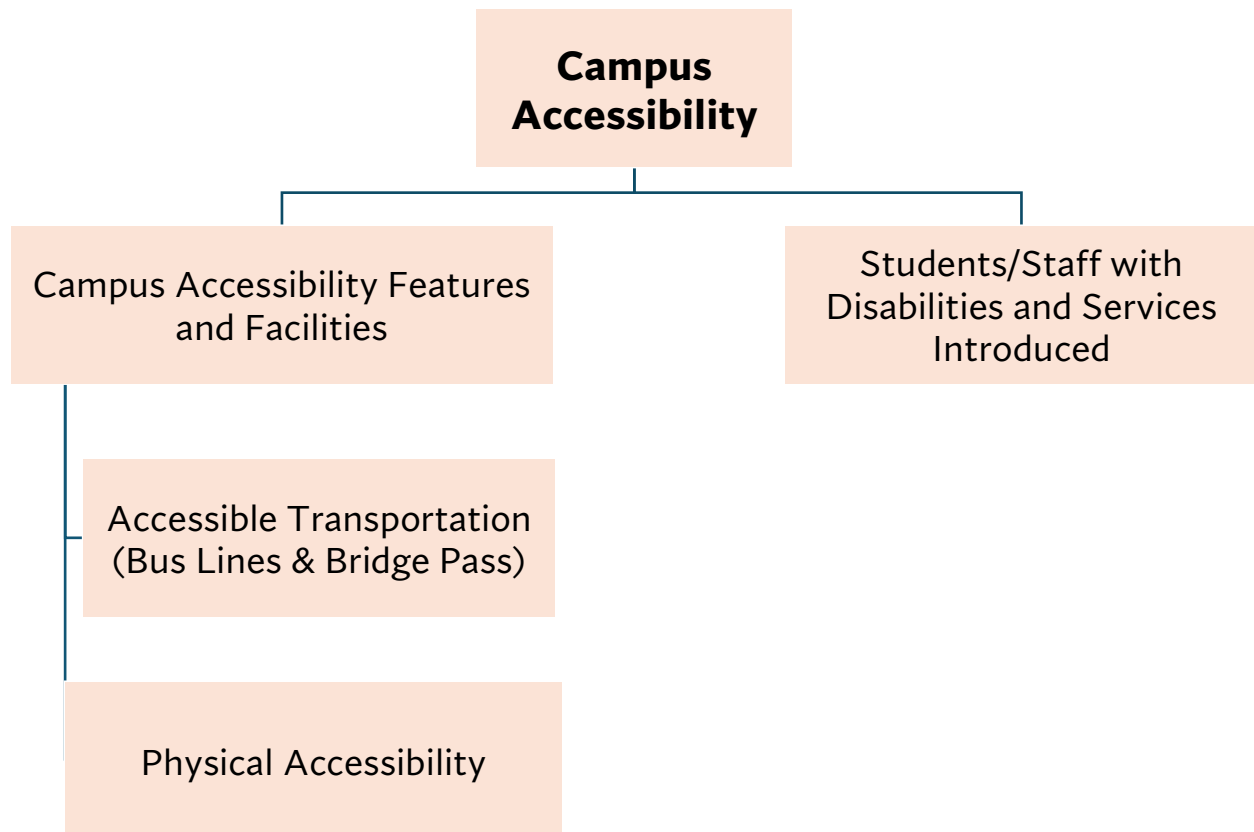 Campus
Accessibility
Campus Accessibility Features
and Facilities
Students/Staff with
Disabilities and Services
Introduced
Accessible Transportation
(Bus Lines & Bridge Pass)
Physical Accessibility